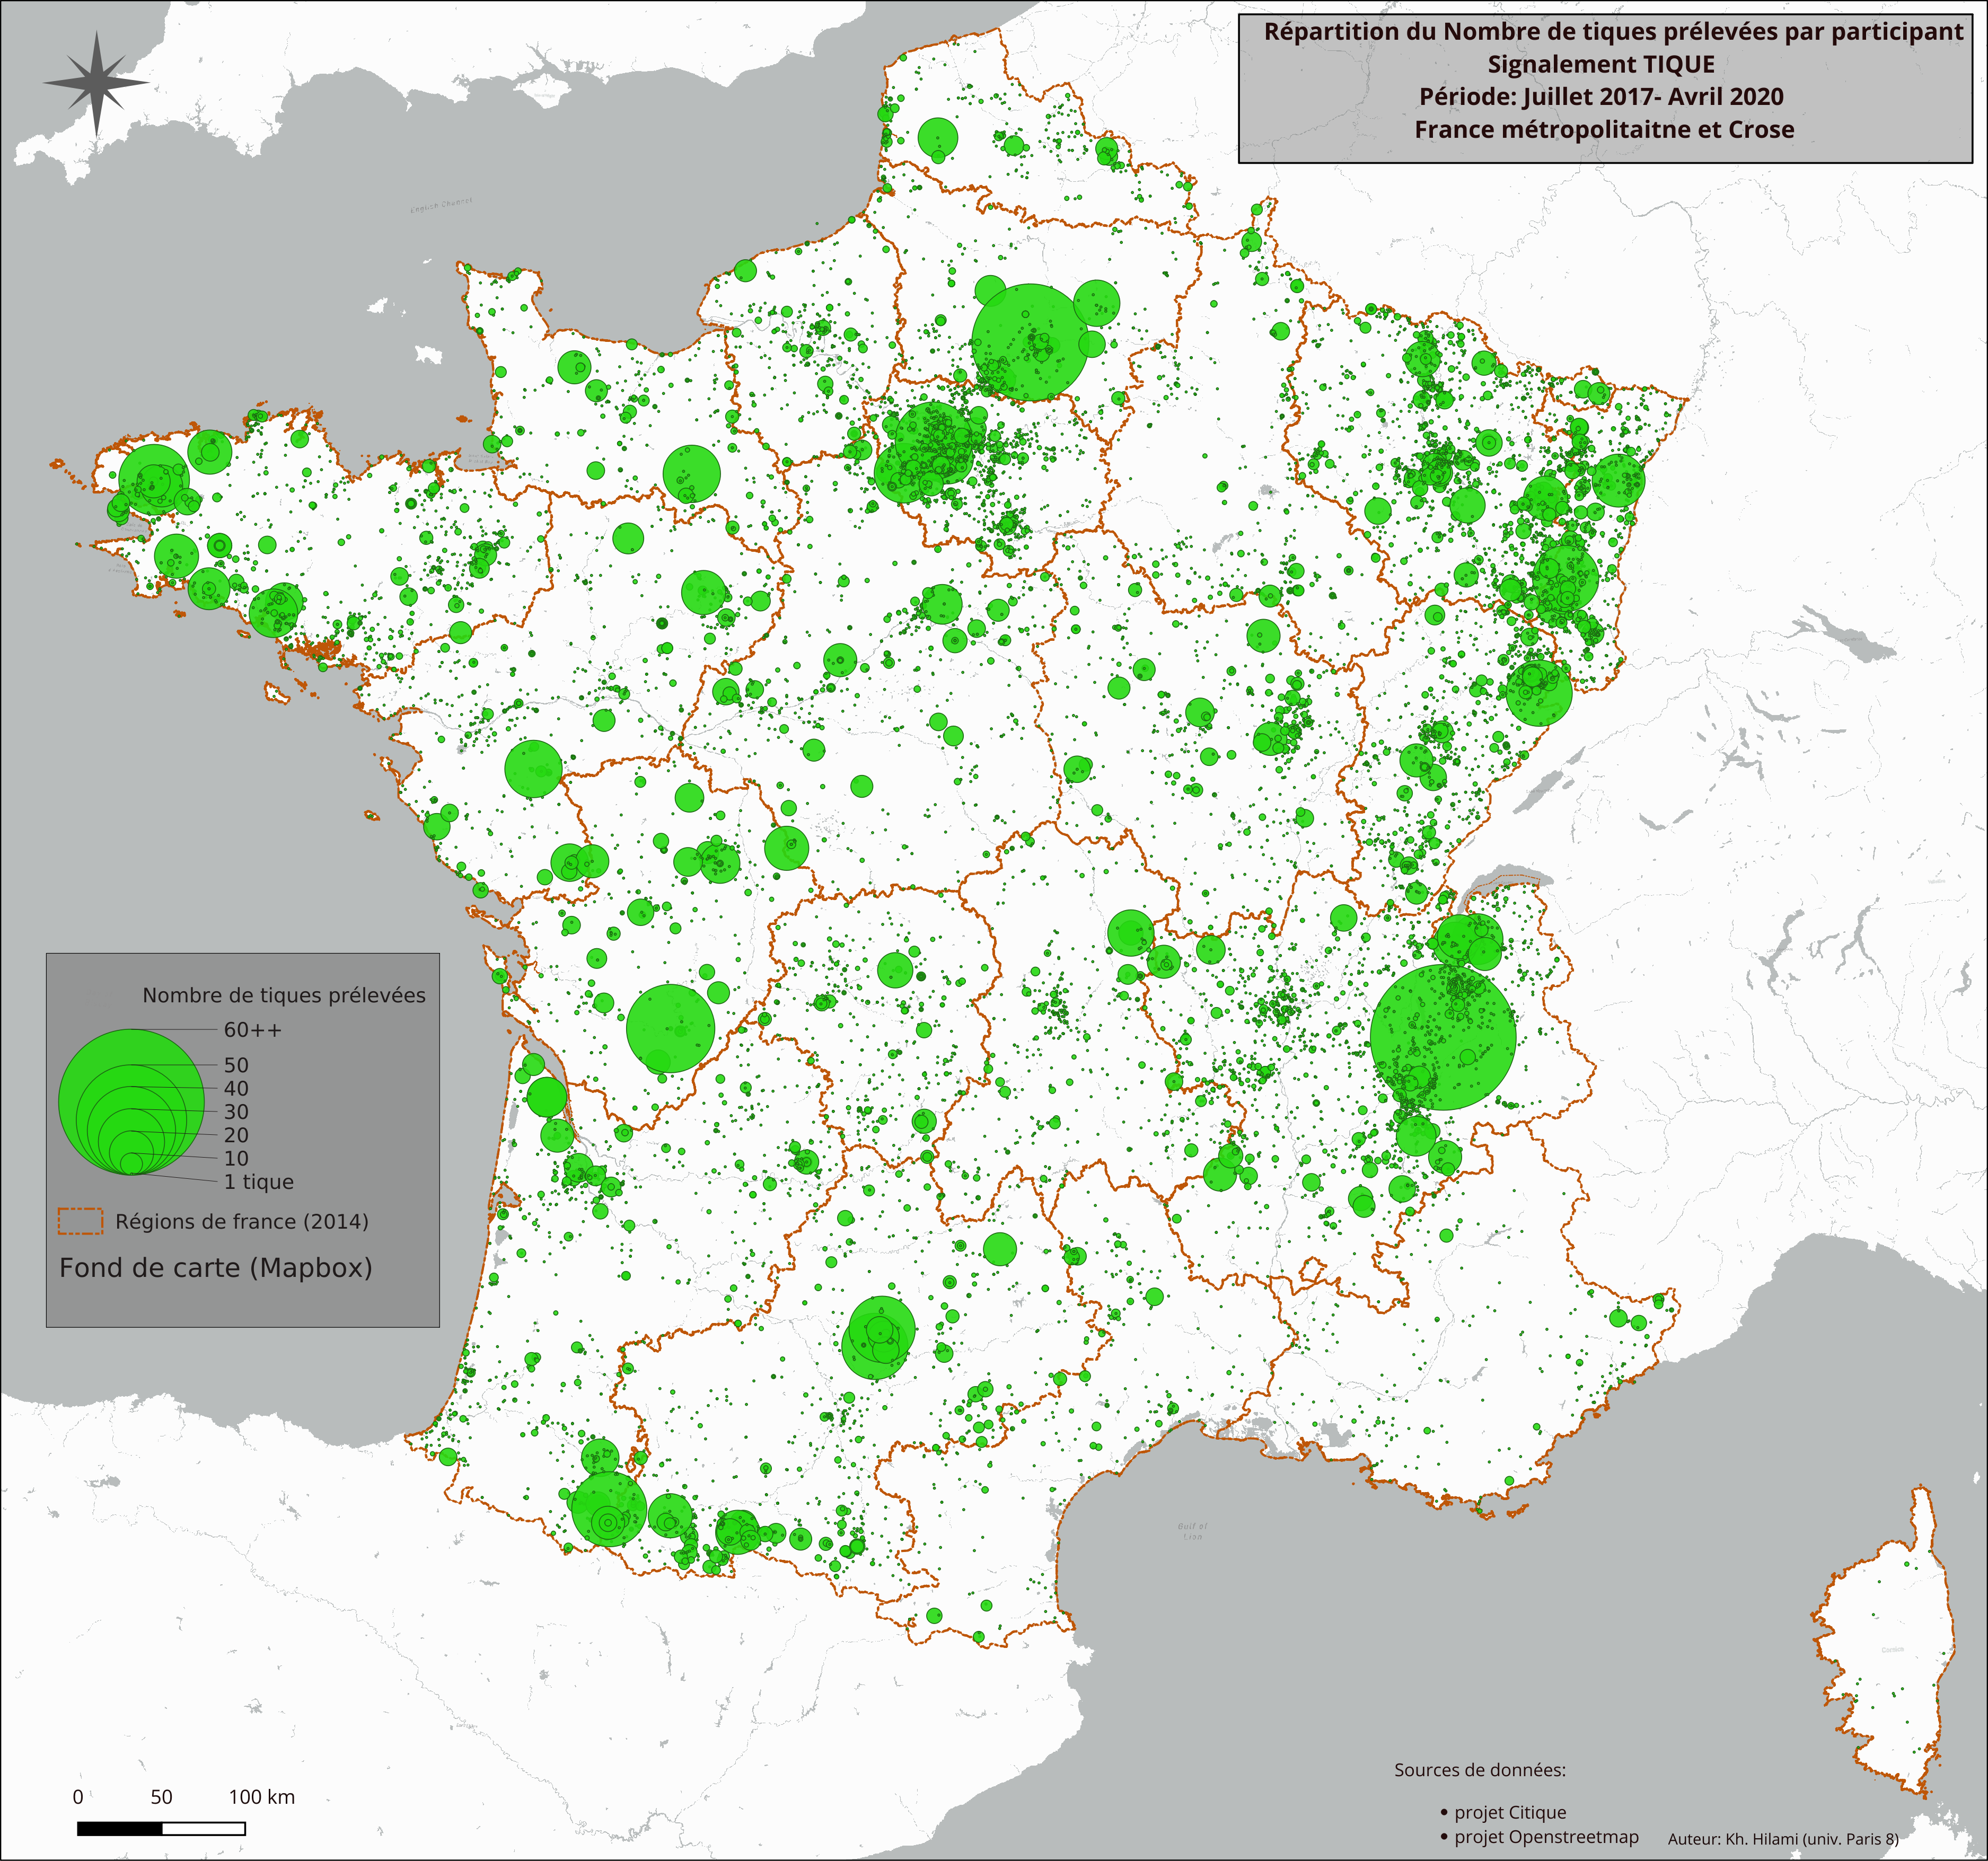 Répartition du Nombre de tiques prélevées par participant
Signalement TIQUE
Période: Juillet 2017- Avril 2020
France métropolitaitne et Crose
English Channel
Nombre de tiques prélevées
60++
50
40
30
20
10
1 tique
Régions de france (2014)
Fond de carte (Mapbox)
Gulf of
Lion
0 50 100 km
Sources de données:
• projet Citique
• projet Openstreetmap
Auteur: Kh. Hilami (univ. Paris 8)